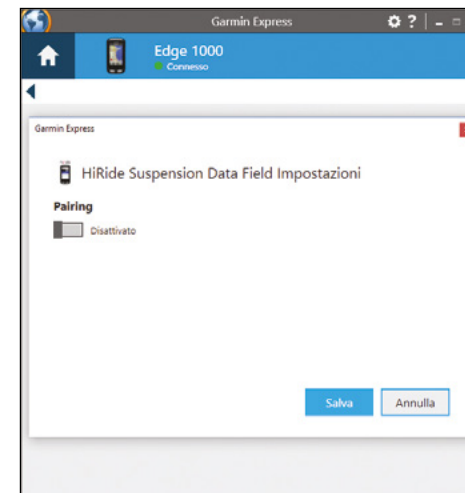 Garmin Express
?
Edge 1000
Connesso
Garmin Express
HiRide Suspension Data Field Impostazioni
Pairing
Disattivato
Salva
Annulla